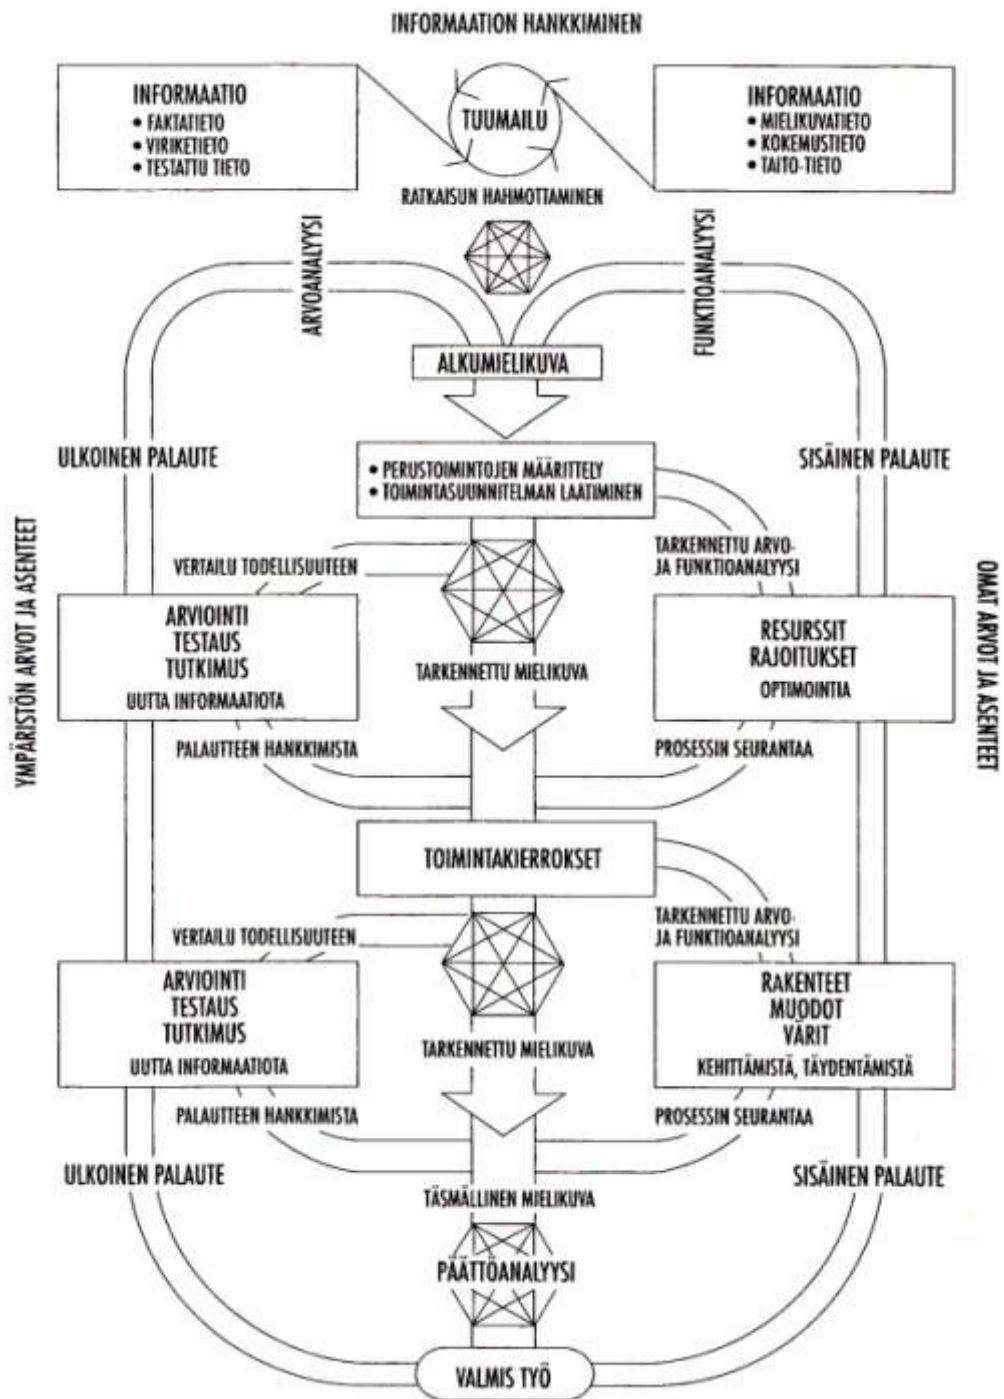 INFORMAATION HANKKIMINEN
INFORMAATIO
• FAKTATIETO
• VIRIKETIETO
• TESTATTU TIETO
TUUMAILU
INFORMAATIO
• MIELIKUVATIETO
• KOKEMUSTIETO
• TAITO-TIETO
RATKAISUN HAHMOTTAMINEN
ARVOANALYYSI
FUNKTIOANALYYSI
ALKUMIELIKUVA
ULKOINEN PALAUTE
SISÄINEN PALAUTE
• PERUSTOIMINTOJEN MÄÄRITTELY
• TOIMINTASUUNNITELMAN LAATIMINEN
YMPÄRISTÖN ARVOT JA ASENTEET
OMAT ARVOT JA ASENTEET
VERTAILU TODELLISUUTEEN
TARKENNETTU ARVO-
JA FUNKTIOANALYYSI
ARVIOINTI
TESTAUS
TUTKIMUS
UUTTA INFORMAATIOTA
TARKENNETTU MIELIKUVA
RESURSSIT
RAJOITUKSET
OPTIMOINTIA
PALAUTTEEN HANKKIMISTA
PROSESSIN SEURANTAA
TOIMINTAKIERROKSET
VERTAILU TODELLISUUTEEN
TARKENNETTU ARVO-
JA FUNKTIOANALYYSI
ARVIOINTI
TESTAUS
TUTKIMUS
UUTTA INFORMAATIOTA
TARKENNETTU MIELIKUVA
RAKENTEET
MUODOT
VÄRIT
KEHITTÄMISTÄ, TÄYDENTÄMISTÄ
PALAUTTEEN HANKKIMISTA
PROSESSIN SEURANTAA
ULKOINEN PALAUTE
SISÄINEN PALAUTE
TÄSMÄLLINEN MIELIKUVA
PÄÄTTÖANALYYSI
VALMIS TYÖ